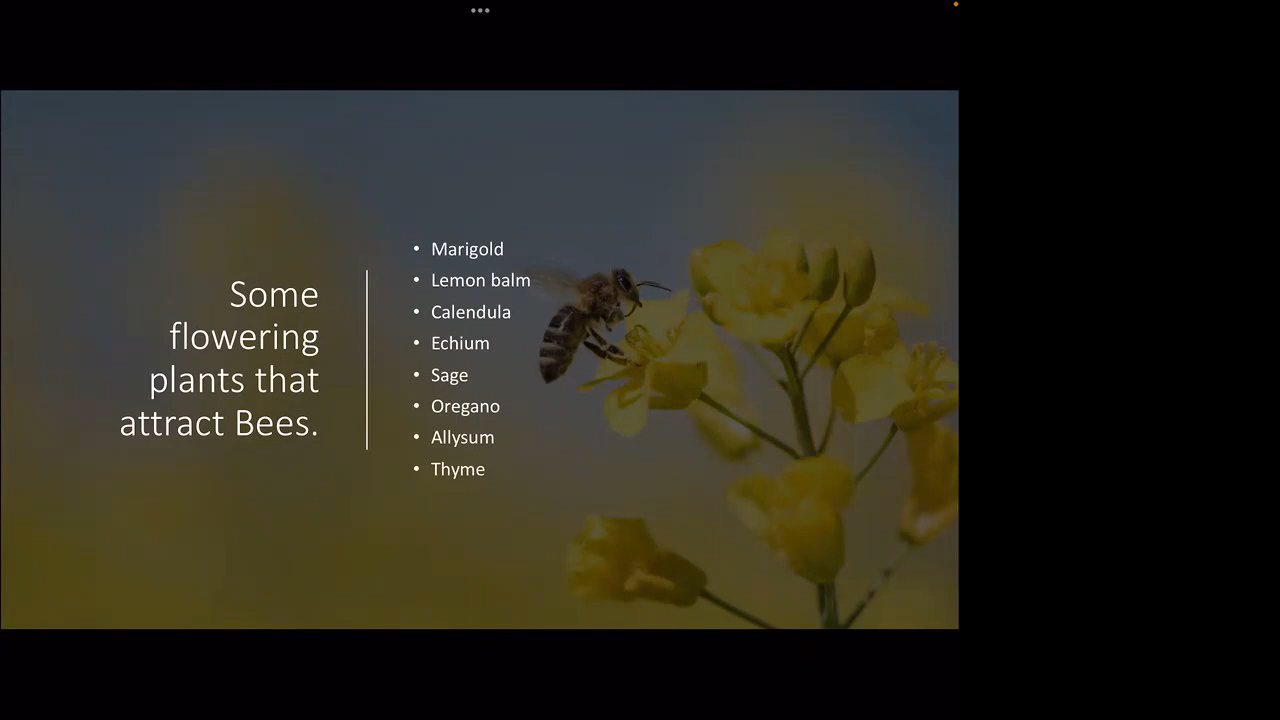 Some
flowering
plants that
attract Bees.
• Marigold
• Lemon balm
• Calendula
• Echium
• Sage
• Oregano
• Allysum
• Thyme